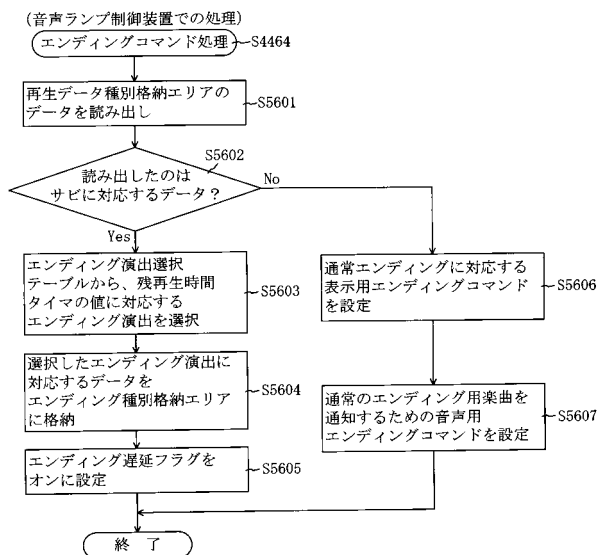 (音声ランプ制御装置での処理)
エンディングコマンド処理
S4464
再生データ種別格納エリアの
データを読み出し
S5601
S5602
読み出したのは
サビに対応するデータ？
No
Yes
エンディング演出選択
テーブルから、残再生時間
タイマの値に対応する
エンディング演出を選択
S5603
通常エンディングに対応する
表示用エンディングコマンド
を設定
S5606
選択したエンディング演出に
対応するデータを
エンディング種別格納エリア
に格納
S5604
通常のエンディング用楽曲を
通知するための音声用
エンディングコマンドを設定
S5607
エンディング遅延フラグを
オンに設定
S5605
終 了